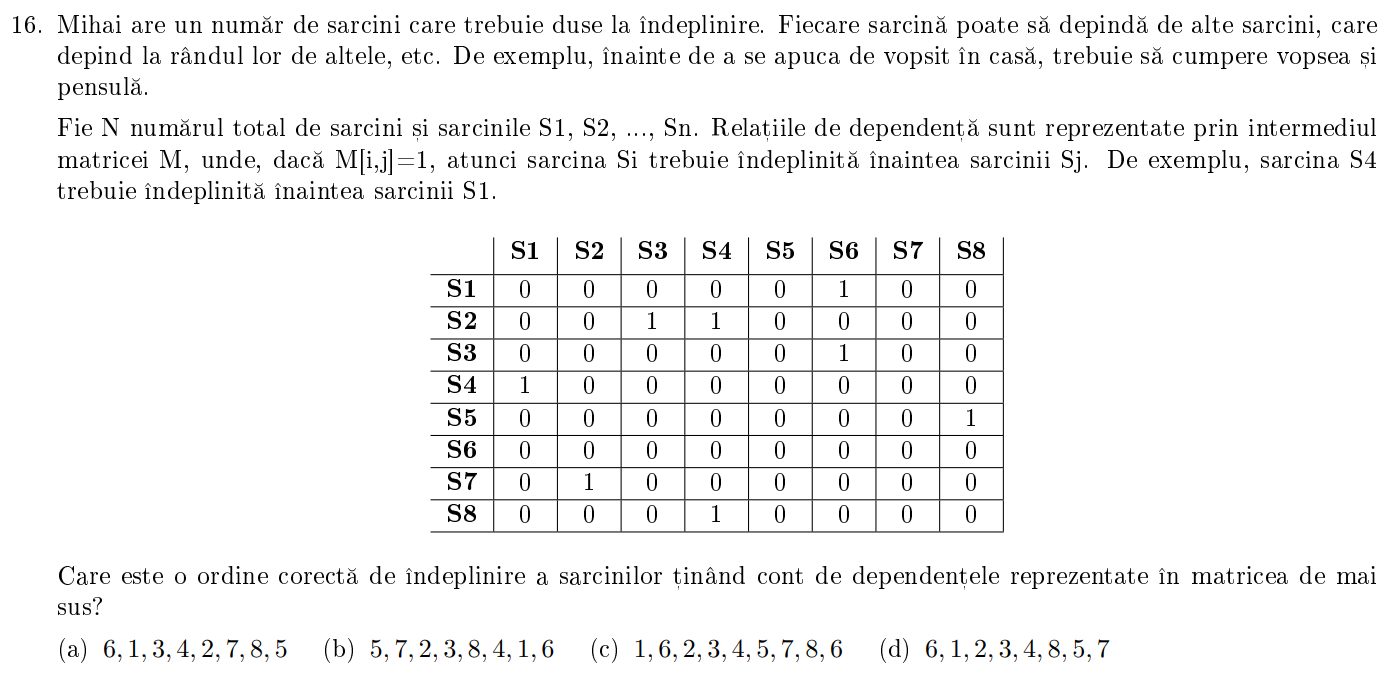 16. Mihai are un număr de sarcini care trebuie duse la îndeplinire. Fiecare sarcină poate să depindă de alte sarcini, care
depind la rândul lor de altele, etc. De exemplu, înainte de a se apuca de vopsit în casă, trebuie să cumpere vopsea și
pensulă.
Fie N numărul total de sarcini și sarcinile S1, S2, ..., Sn. Relațiile de dependență sunt reprezentate prin intermediul
matricei M, unde, dacă M[i,j]=1, atunci sarcina Si trebuie îndeplinită înaintea sarcinii Sj. De exemplu, sarcina S4
trebuie îndeplinită înaintea sarcinii S1.
S1 S2 S3 S4 S5 S6 S7 S8
S1 0 0 0 0 0 1 0 0
S2 0 0 1 1 0 0 0 0
S3 0 0 0 0 0 1 0 0
S4 1 0 0 0 0 0 0 0
S5 0 0 0 0 0 0 0 1
S6 0 0 0 0 0 0 0 0
S7 0 1 0 0 0 0 0 0
S8 0 0 0 1 0 0 0 0
Care este o ordine corectă de îndeplinire a sarcinilor ținând cont de dependențele reprezentate în matricea de mai
sus?
(a) 6, 1, 3, 4, 2, 7, 8, 5 (b) 5, 7, 2, 3, 8, 4, 1, 6 (c) 1, 6, 2, 3, 4, 5, 7, 8, 6 (d) 6, 1, 2, 3, 4, 8, 5, 7